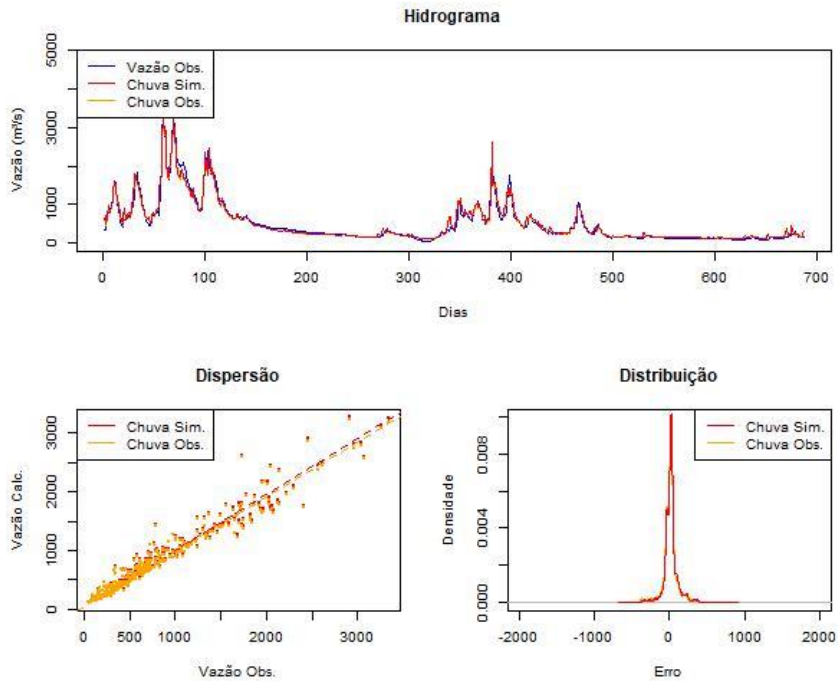 Hidrograma
Vazão (m³/s)
5000
3000
1000
0
Vazão Obs.
Chuva Sim.
Chuva Obs.
0 100 200 300 400 500 600 700
Dias
Dispersão
Vazão Calc.
3000
2000
1000
0
Chuva Sim.
Chuva Obs.
0 500 1000 2000 3000
Vazão Obs.
Distribuição
Densidade
0.008
0.004
0.000
Chuva Sim.
Chuva Obs.
-2000 -1000 0 1000 2000
Erro